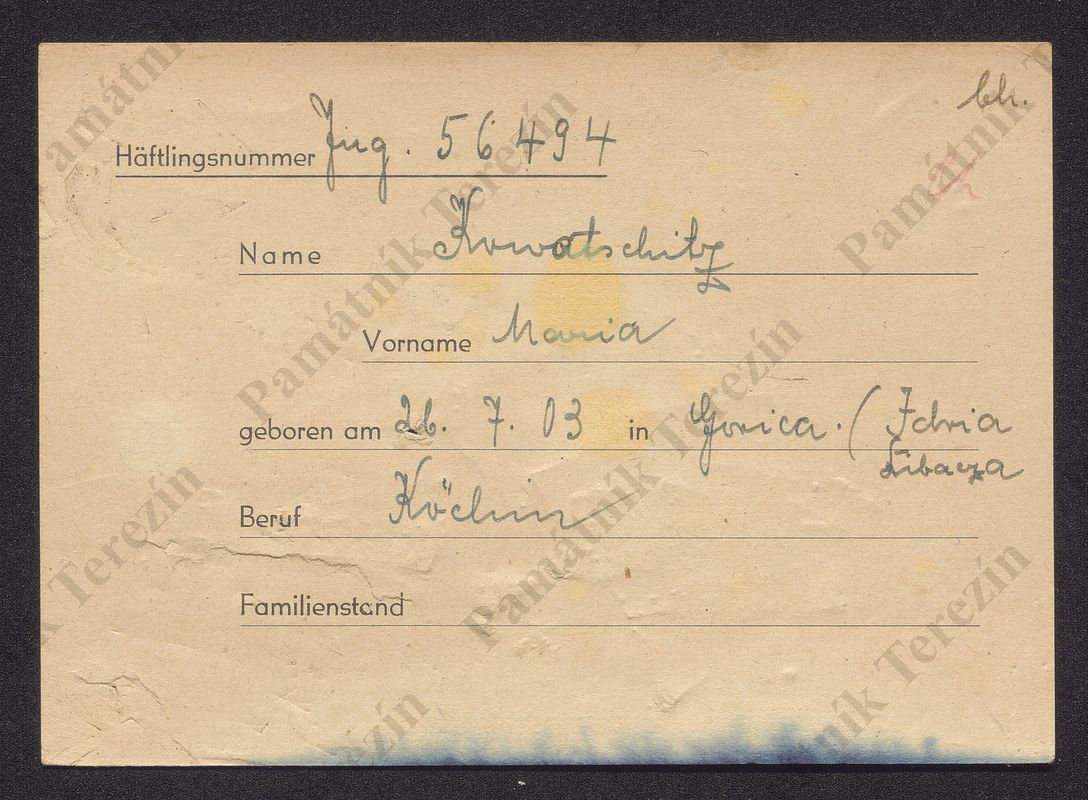 bh.
Häftlingsnummer Jug. 56494
Name Kowatschitz
Vorname Maria
geboren am 26. 7. 03 in Gorica. (Idria
Beruf Köchin
Familienstand
Památník Terezín